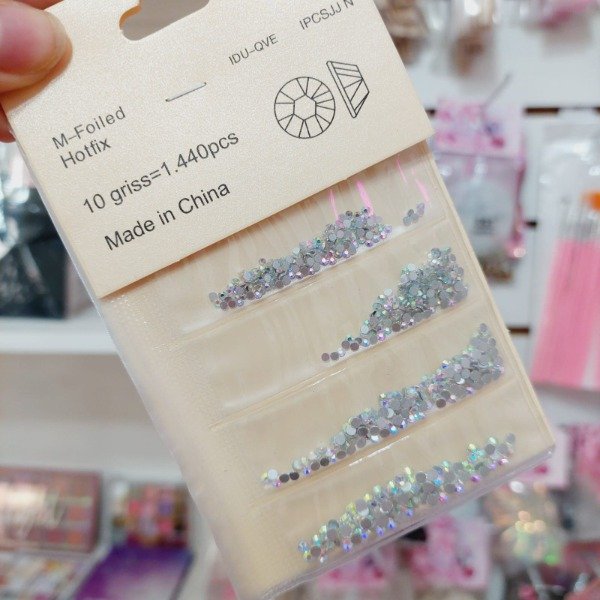 IDU-QVE IPCSJJ N
M-Foiled
Hotfix
10 griss=1.440pcs
Made in China